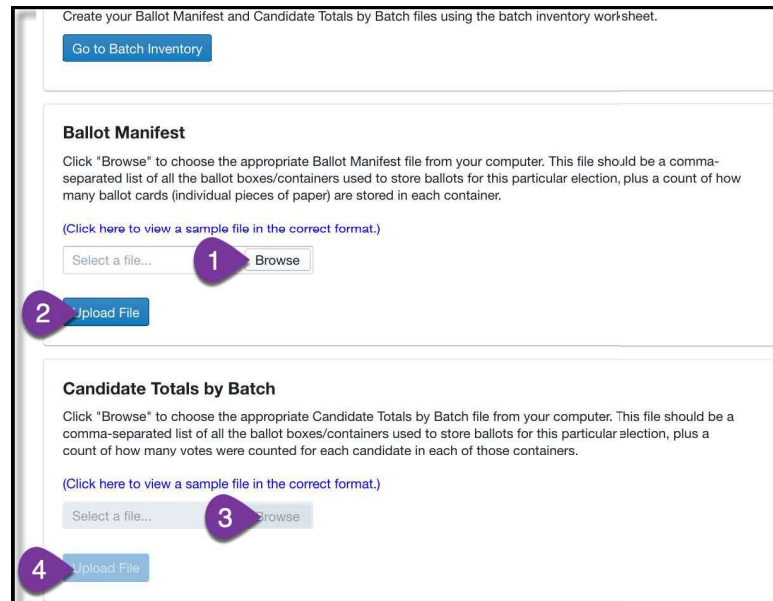 Create your Ballot Manifest and Candidate Totals by Batch files using the batch inventory worksheet.
Go to Batch Inventory
Ballot Manifest
Click "Browse" to choose the appropriate Ballot Manifest file from your computer. This file should be a comma-
separated list of all the ballot boxes/containers used to store ballots for this particular election, plus a count of how
many ballot cards (individual pieces of paper) are stored in each container.
(Click here to view a sample file in the correct format.)
Select a file... 1 Browse
2 Upload File
Candidate Totals by Batch
Click "Browse" to choose the appropriate Candidate Totals by Batch file from your computer. This file should be a
comma-separated list of all the ballot boxes/containers used to store ballots for this particular election, plus a
count of how many votes were counted for each candidate in each of those containers.
(Click here to view a sample file in the correct format.)
Select a file... 3 Browse
4 Upload File